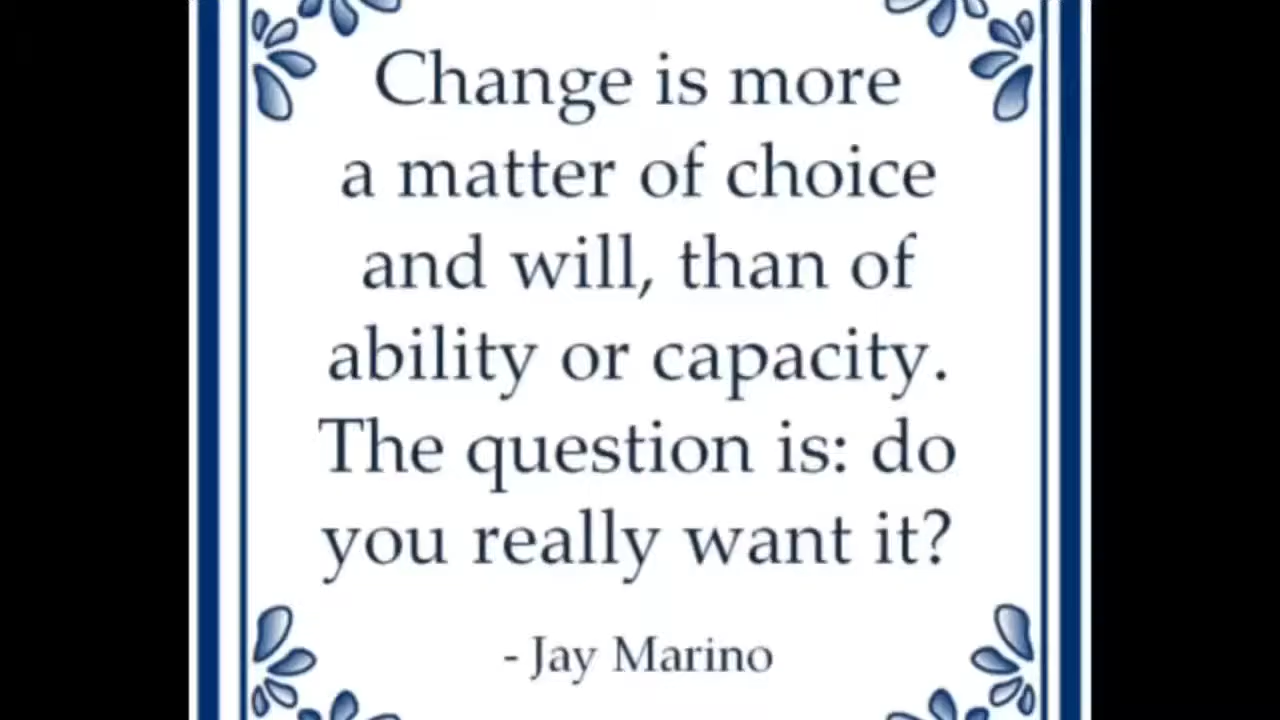 Change is more
a matter of choice
and will, than of
ability or capacity.
The question is: do
you really want it?
- Jay Marino